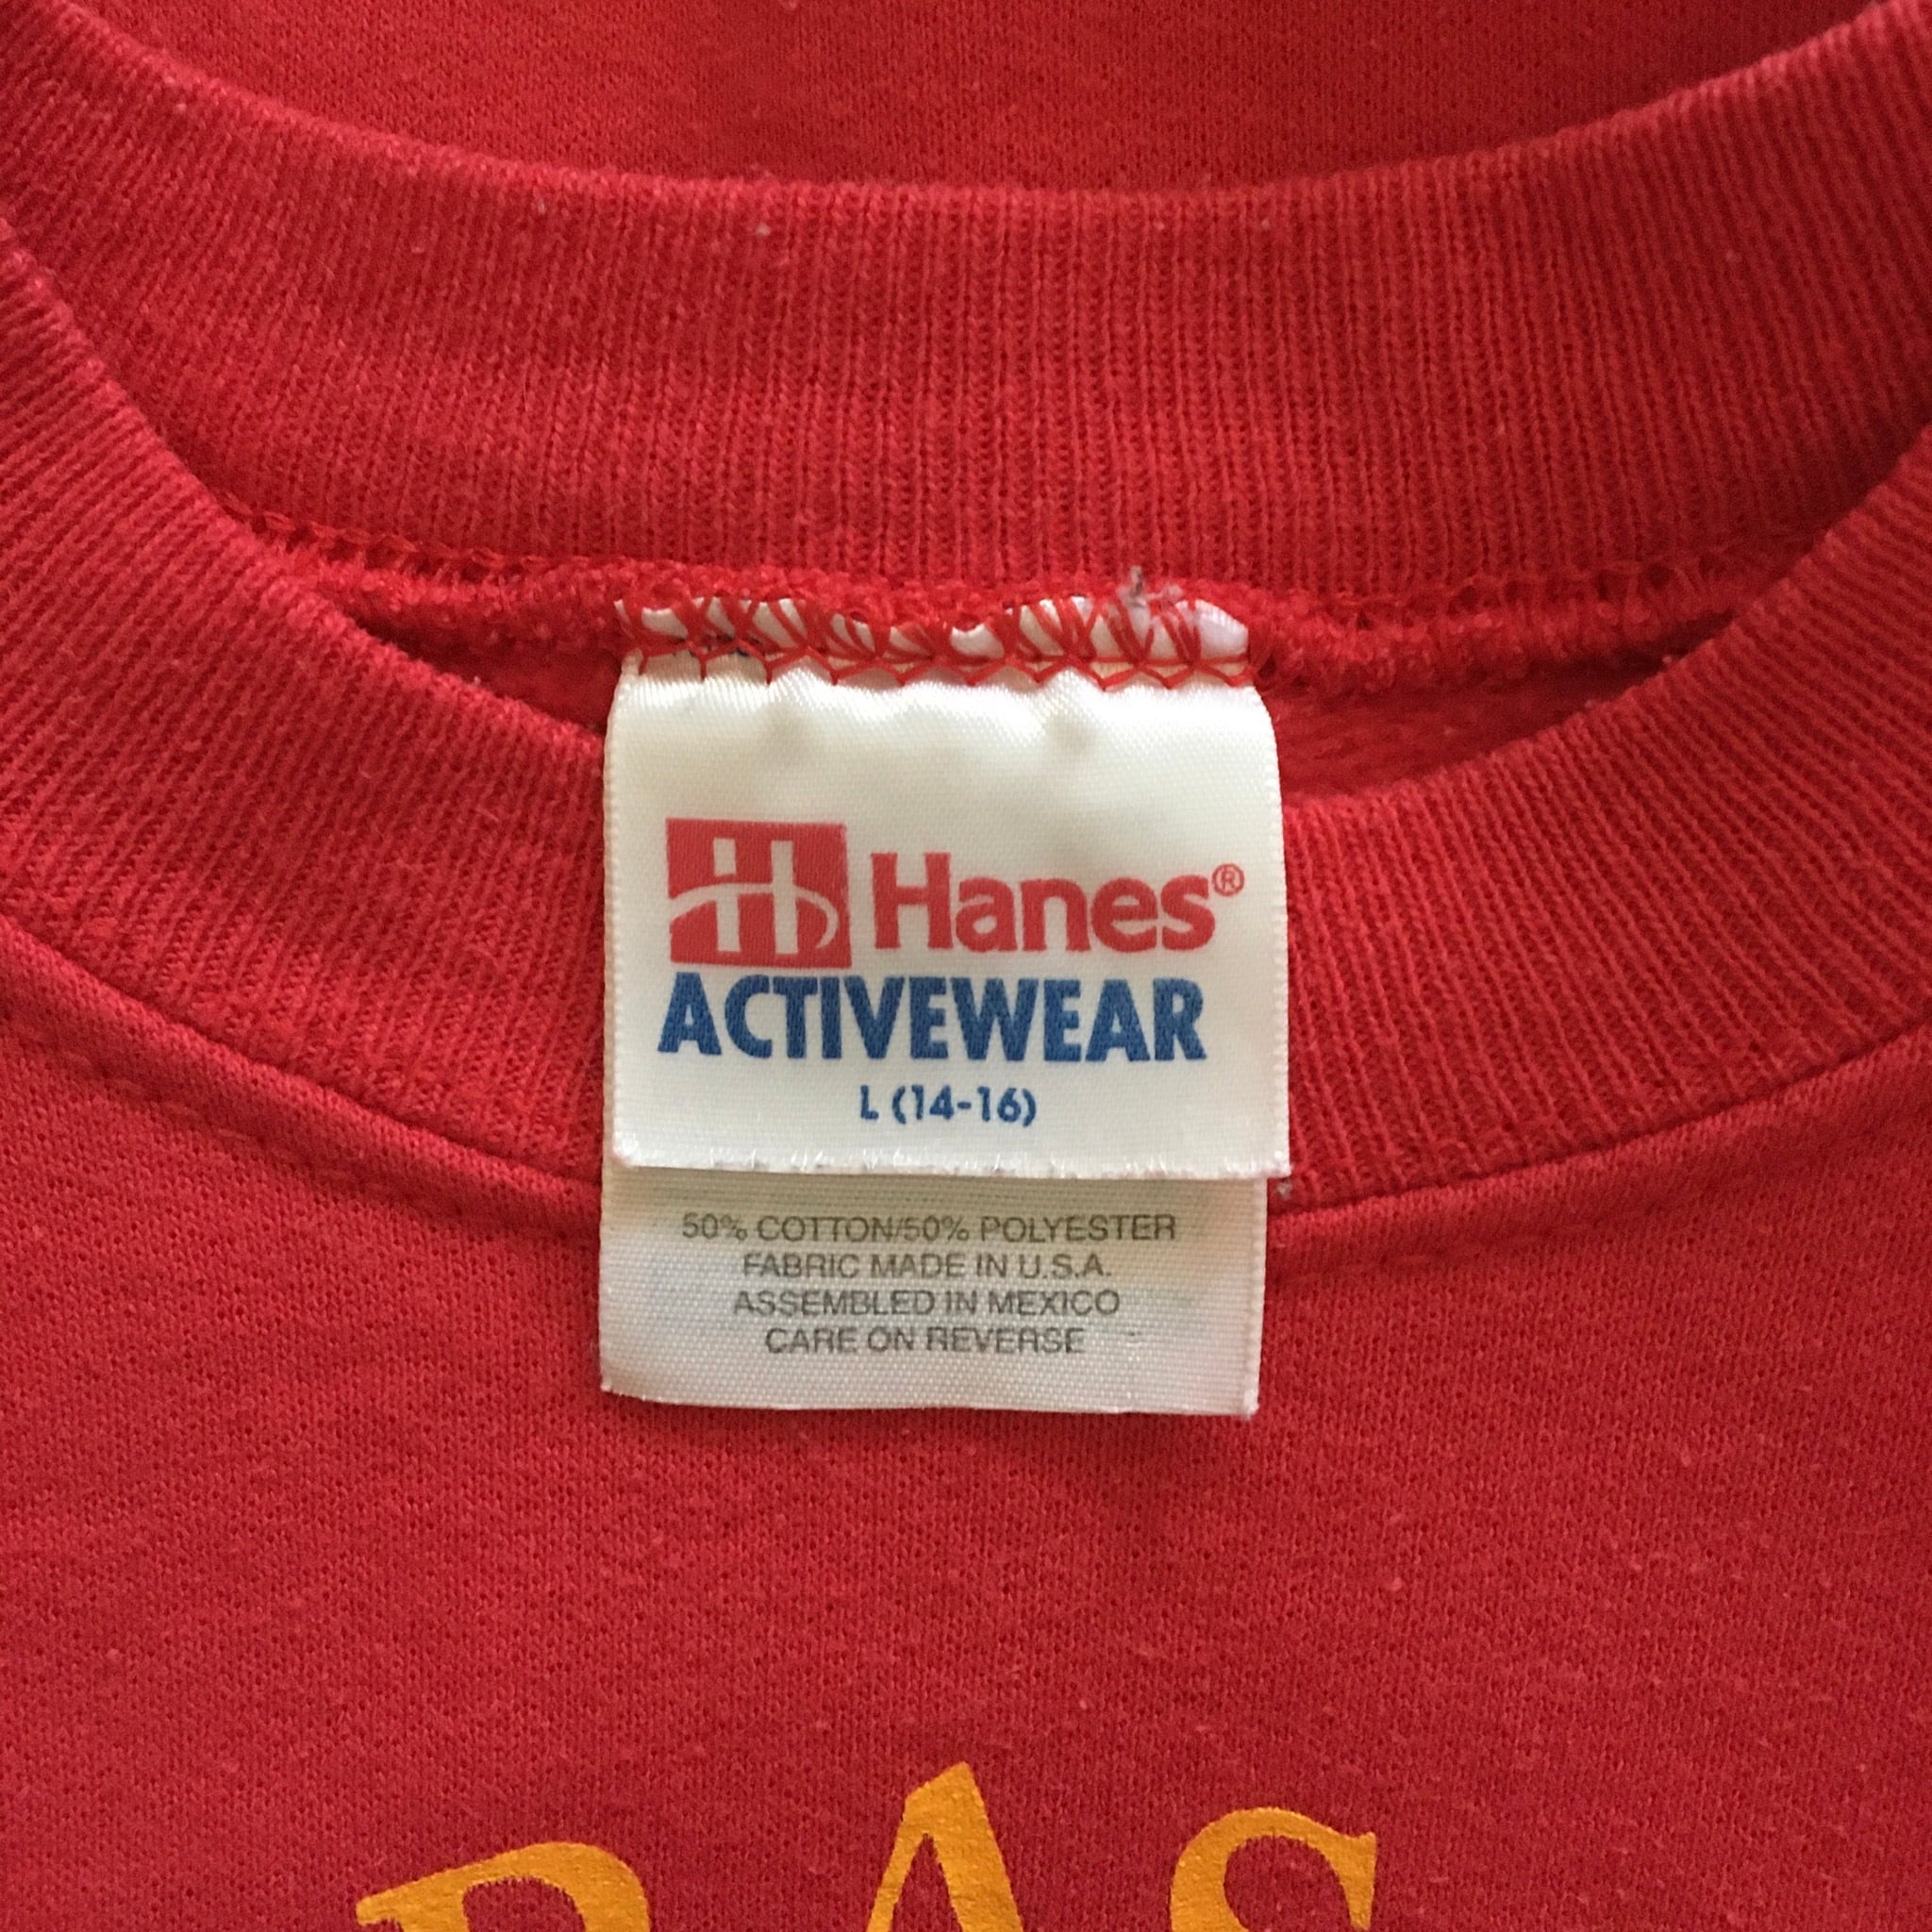 H Hanes®
ACTIVEWEAR
L (14-16)
50% COTTON/50% POLYESTER
FABRIC MADE IN U.S.A.
ASSEMBLED IN MEXICO
CARE ON REVERSE